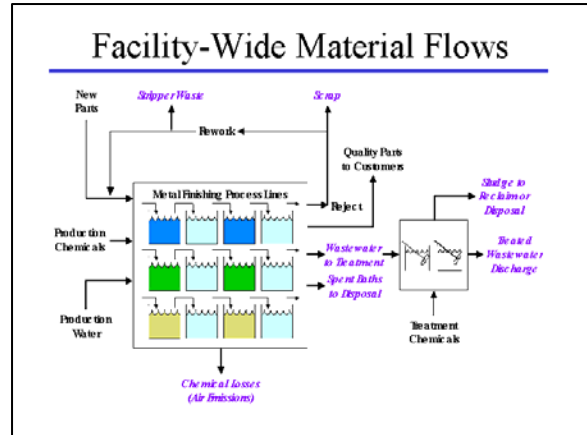 Facility-Wide Material Flows
New
Parts
Stripper Waste
Scrap
Rework
Quality Parts
to Customers
Metal Finishing Process Lines
Reject
Sludge to
Reclaim or
Disposal
Production
Chemicals
Wastewater
to Treatment
Treated
Wastewater
Discharge
Spent Baths
to Disposal
Production
Water
Treatment
Chemicals
Chemical Losses
(Air Emissions)